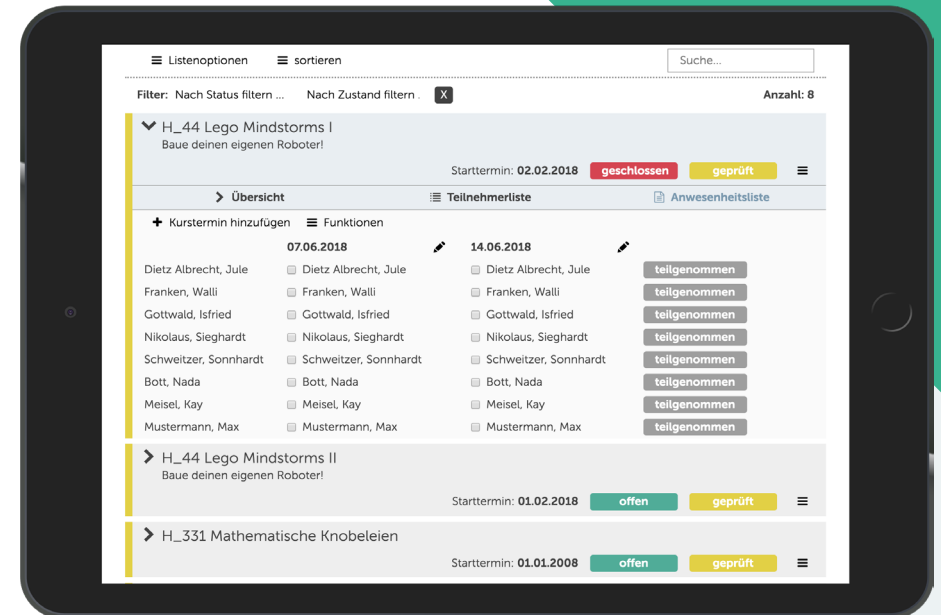 Listenoptionen sortieren Suche...
Filter: Nach Status filtern ... Nach Zustand filtern . X Anzahl: 8
H_44 Lego Mindstorms I
Baue deinen eigenen Roboter!
Starttermin: 02.02.2018 geschlossen geprüft
Übersicht Teilnehmerliste Anwesenheitsliste
Kurstermin hinzufügen Funktionen
07.06.2018 14.06.2018
Dietz Albrecht, Jule Dietz Albrecht, Jule Dietz Albrecht, Jule teilgenommen
Franken, Walli Franken, Walli Franken, Walli teilgenommen
Gottwald, Isfried Gottwald, Isfried Gottwald, Isfried teilgenommen
Nikolaus, Sieghardt Nikolaus, Sieghardt Nikolaus, Sieghardt teilgenommen
Schweitzer, Sonnhardt Schweitzer, Sonnhardt Schweitzer, Sonnhardt teilgenommen
Bott, Nada Bott, Nada Bott, Nada teilgenommen
Meisel, Kay Meisel, Kay Meisel, Kay teilgenommen
Mustermann, Max Mustermann, Max Mustermann, Max teilgenommen
H_44 Lego Mindstorms II
Baue deinen eigenen Roboter!
Starttermin: 01.02.2018 offen geprüft
H_331 Mathematische Knobeleien
Starttermin: 01.01.2008 offen geprüft